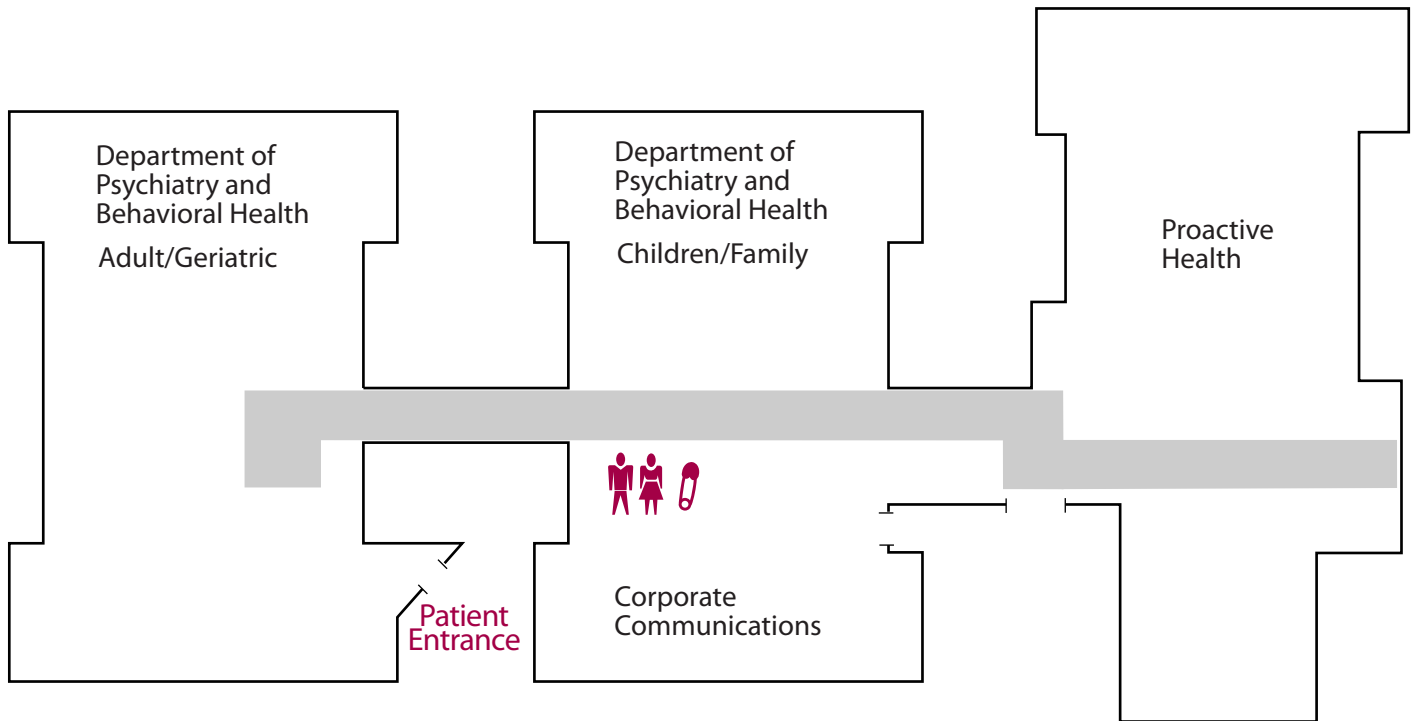 Department of
Psychiatry and
Behavioral Health
Adult/Geriatric
Department of
Psychiatry and
Behavioral Health
Children/Family
Proactive
Health
Patient
Entrance
Corporate
Communications